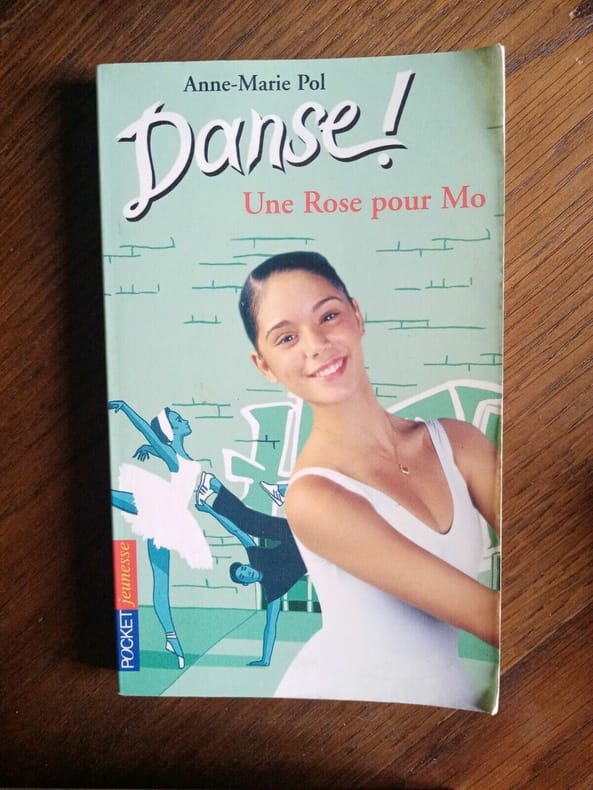 Anne-Marie Pol
Danse!
Une Rose pour Mo
POCKET jeunesse